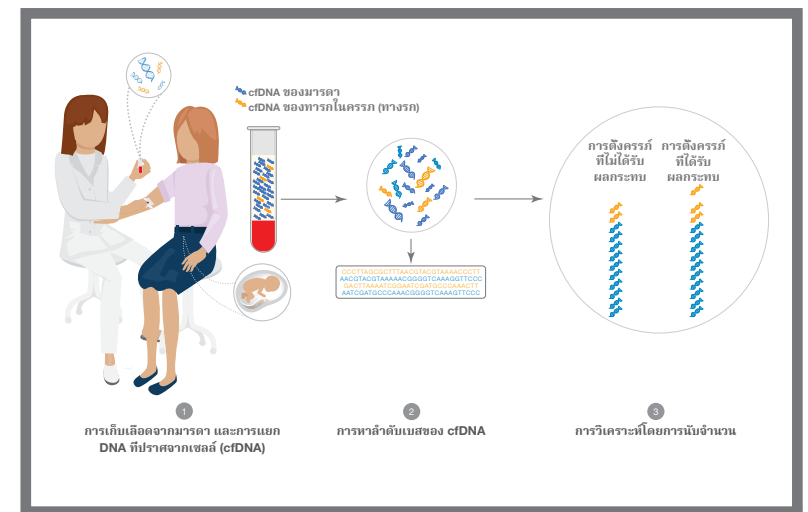 cfDNA ของมารดา
cfDNA ของทารกในครรภ์ (ทางรก)
การตั้งครรภ์ที่ไม่ได้รับผลกระทบ
การตั้งครรภ์ที่ได้รับผลกระทบ
CCCTTAGCGCTTTAACGTACGTAAAACCCTT
AACGTACGTAAAAACGGGGTCAAAGGTTCCC
GACTTAAAATCGGAATCGATGCCCAAACTT
AATCGATGCCCAAACGGGGTCAAAGTTCCC
1
การเก็บเลือดจากมารดา และการแยก
DNA ที่ปราศจากเซลล์ (cfDNA)
2
การหาลำดับเบสของ cfDNA
3
การวิเคราะห์โดยการนับจำนวน